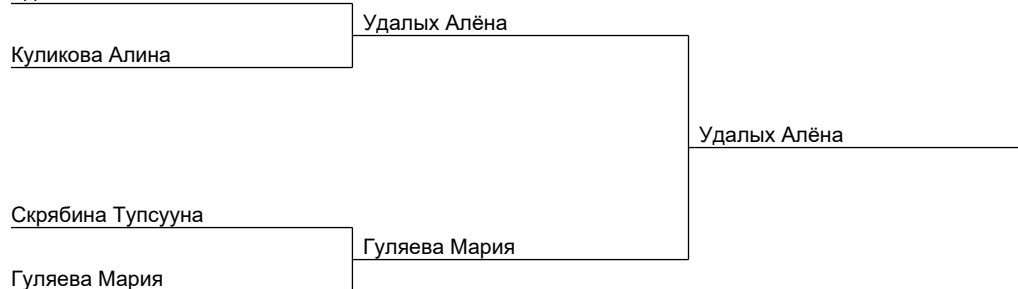 Удалых Алёна
Куликова Алина
Удалых Алёна
Скрябина Тупсууна
Гуляева Мария
Гуляева Мария